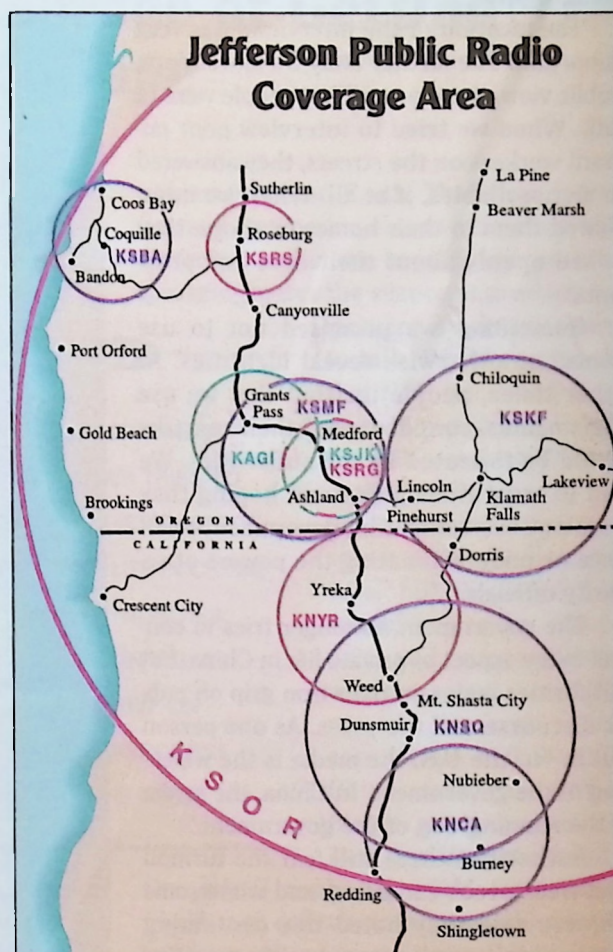 Jefferson Public Radio
Coverage Area
La Pine
Sutherlin
Coos Bay
Beaver Marsh
Coquille
Roseburg
KSBA
KSRS
Bandon
Canyonville
Port Orford
Chiloquin
Grants
Pass
KSMF
KSKF
Gold Beach
Medford
KAGI
KSJK
KSRG
Lakeview
Ashland
Lincoln
Klamath
Falls
Brookings
Pinehurst
OREGON
CALIFORNIA
Dorris
Yreka
Crescent City
KNYR
Weed
Mt. Shasta City
Dunsmuir
KNSQ
KSOR
Nubieber
KNCA
Burney
Redding
Shingletown